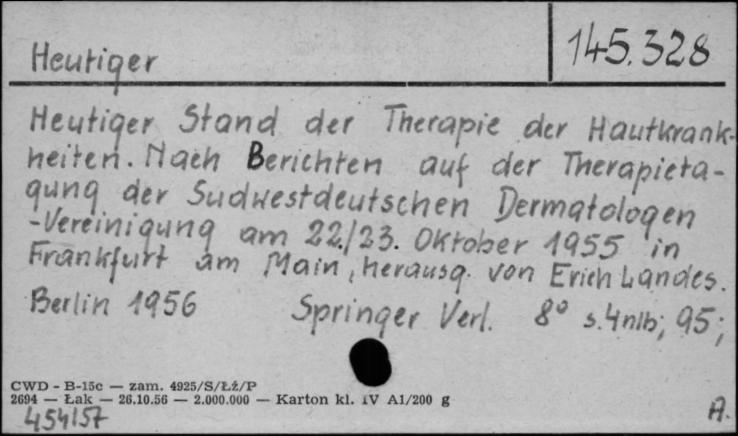 Heutiger
145.328
Heutiger Stand der Therapie der Hautkrank-
heiten. Nach Berichten auf der Therapieta-
gung der Sudwestdeutschen Dermatologen
-Vereinigung am 22./23. Oktober 1955 in
Frankfurt am Main, herausg. von Erich Landes.
Berlin 1956 Springer Verl. 8° s. 4nlb; 95;
CWD - B-15c — zam. 4925/S/Łź/P
2694 — Łak — 26.10.56 — 2.000.000 — Karton kl. IV A1/200 g
454157
A.